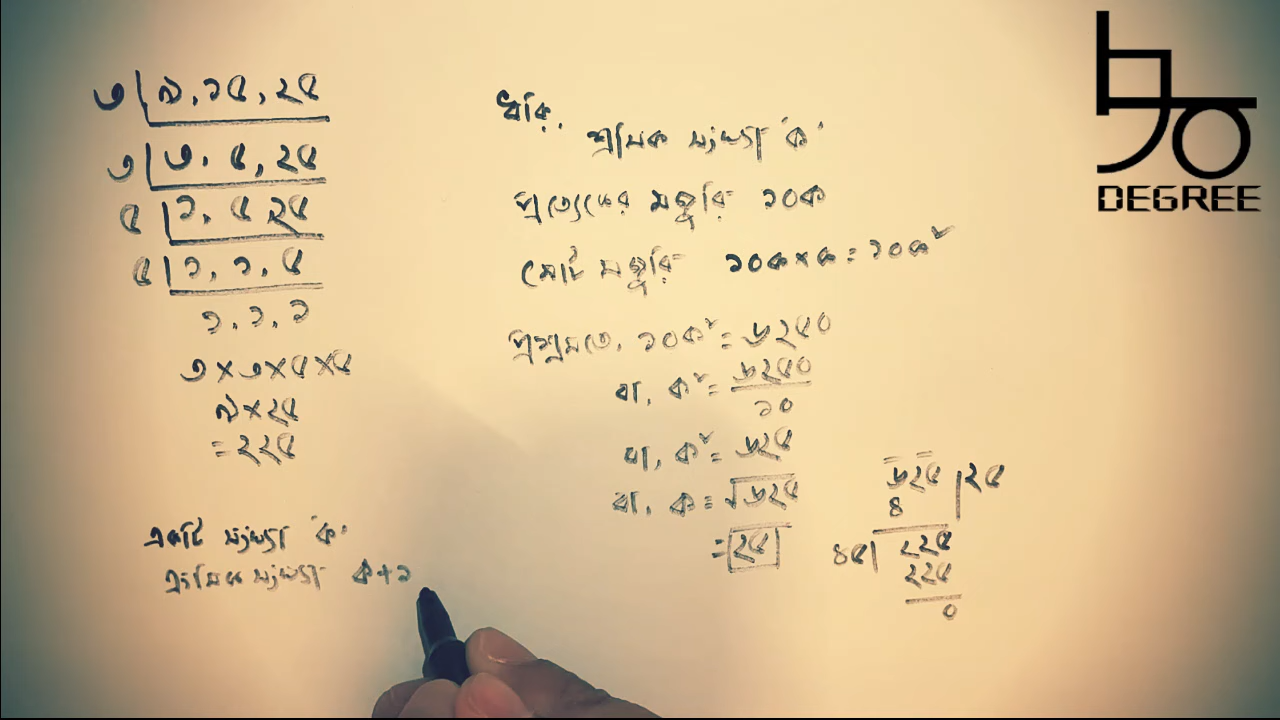 ৩ | ৯, ১৫, ২৫
৩ | ৩, ৫, ২৫
৫ | ১, ৫, ২৫
৫ | ১, ১, ৫
১, ১, ১
৩×৩×৫×৫
৯×২৫
=২২৫
একটি সংখ্যা 'ক'
ক্রমিক সংখ্যা ক+১
ধরি,
শ্রমিক সংখ্যা 'ক'
প্রত্যেকের মজুরি ১০ক
মোট মজুরি ১০ক×ক=১০ক²
প্রশ্নমতে, ১০ক²=৬২৫০
বা, ক²= ৬২৫০
১০
বা, ক²= ৬২৫
বা, ক= √৬২৫
= ২৫
৬২৫ | ২৫
৪
৪৫ | ২২৫
২২৫
০
DEGREE